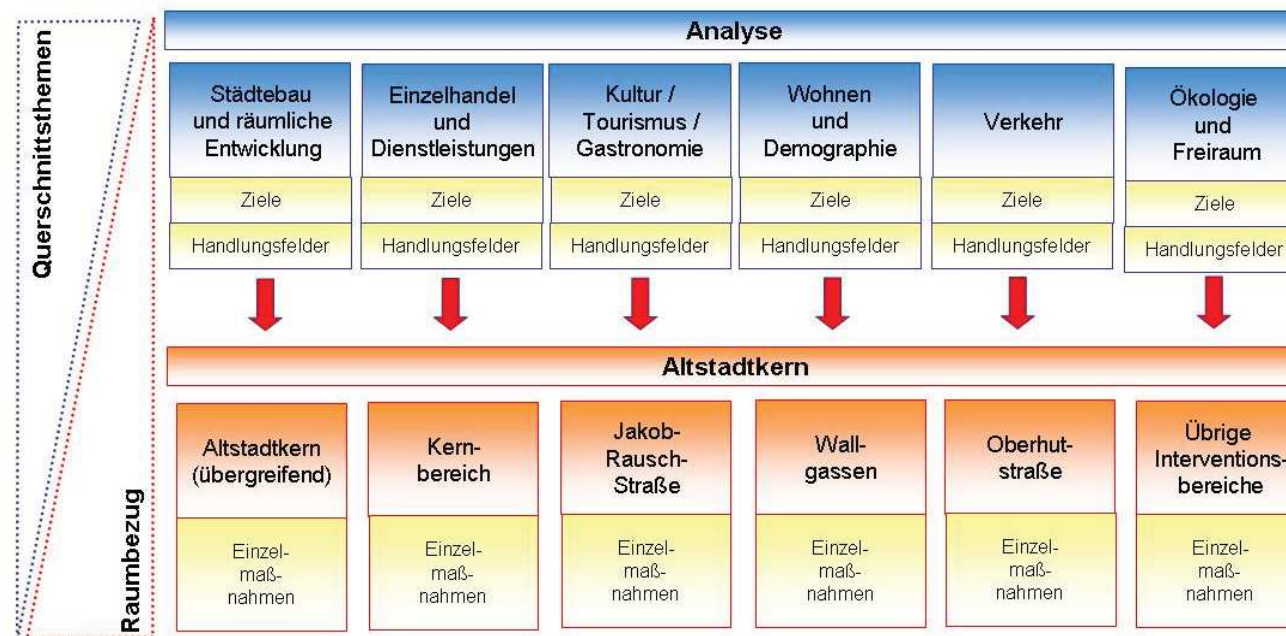 Querschnittsthemen
Raumbezug
Analyse
Städtebau
und räumliche
Entwicklung
Ziele
Handlungsfelder
Einzelhandel
und
Dienstleistungen
Ziele
Handlungsfelder
Kultur /
Tourismus /
Gastronomie
Ziele
Handlungsfelder
Wohnen
und
Demographie
Ziele
Handlungsfelder
Verkehr
Ziele
Handlungsfelder
Ökologie
und
Freiraum
Ziele
Handlungsfelder
Altstadtkern
Altstadtkern
(übergreifend)
Einzel-
maß-
nahmen
Kern-
bereich
Einzel-
maß-
nahmen
Jakob-
Rausch-
Straße
Einzel-
maß-
nahmen
Wall-
gassen
Einzel-
maß-
nahmen
Oberhut-
straße
Einzel-
maß-
nahmen
Übrige
Interventions-
bereiche
Einzel-
maß-
nahmen